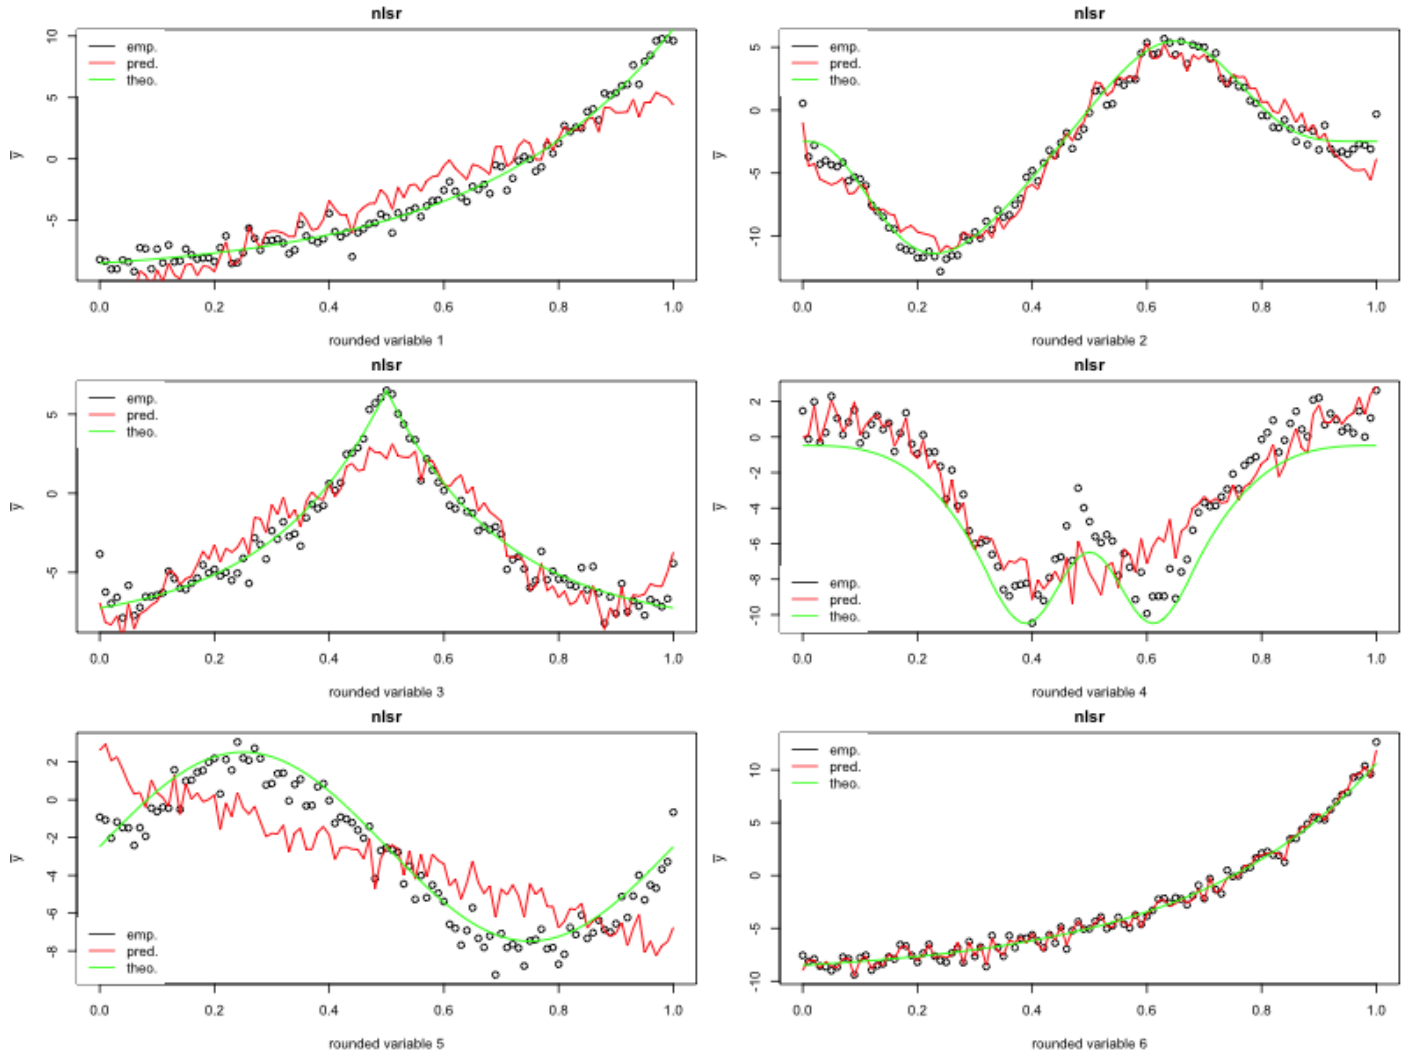 nlsr
emp.
pred.
theo.
10
5
0
-5
y
0.0 0.2 0.4 0.6 0.8 1.0
rounded variable 1
nlsr
emp.
pred.
theo.
5
0
-5
-10
y
0.0 0.2 0.4 0.6 0.8 1.0
rounded variable 2
nlsr
emp.
pred.
theo.
5
0
-5
y
0.0 0.2 0.4 0.6 0.8 1.0
rounded variable 3
nlsr
2
0
-2
-4
-6
-8
-10
y
emp.
pred.
theo.
0.0 0.2 0.4 0.6 0.8 1.0
rounded variable 4
nlsr
2
0
-2
-4
-6
-8
y
emp.
pred.
theo.
0.0 0.2 0.4 0.6 0.8 1.0
rounded variable 5
nlsr
emp.
pred.
theo.
10
5
0
-5
-10
y
0.0 0.2 0.4 0.6 0.8 1.0
rounded variable 6